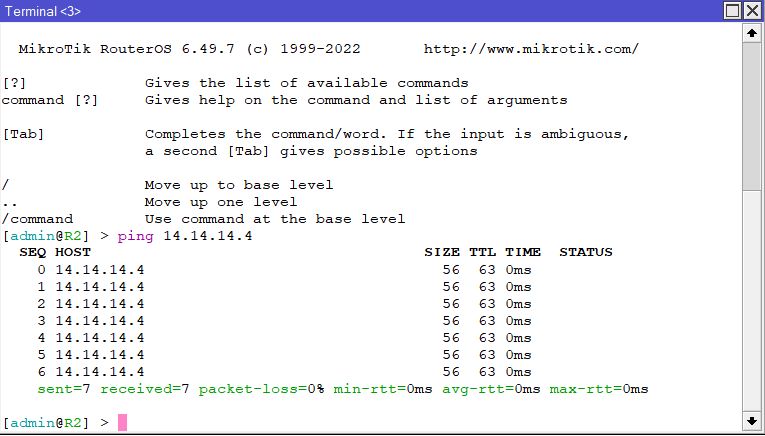 Terminal <3>
MikroTik RouterOS 6.49.7 (c) 1999-2022       http://www.mikrotik.com/
[?]             Gives the list of available commands
command [?]     Gives help on the command and list of arguments
[Tab]           Completes the command/word. If the input is ambiguous,
                a second [Tab] gives possible options
/               Move up to base level
..              Move up one level
/command        Use command at the base level
[admin@R2] > ping 14.14.14.4
  SEQ HOST                                     SIZE TTL TIME  STATUS
    0 14.14.14.4                                 56  63 0ms
    1 14.14.14.4                                 56  63 0ms
    2 14.14.14.4                                 56  63 0ms
    3 14.14.14.4                                 56  63 0ms
    4 14.14.14.4                                 56  63 0ms
    5 14.14.14.4                                 56  63 0ms
    6 14.14.14.4                                 56  63 0ms
    sent=7 received=7 packet-loss=0% min-rtt=0ms avg-rtt=0ms max-rtt=0ms
[admin@R2] >